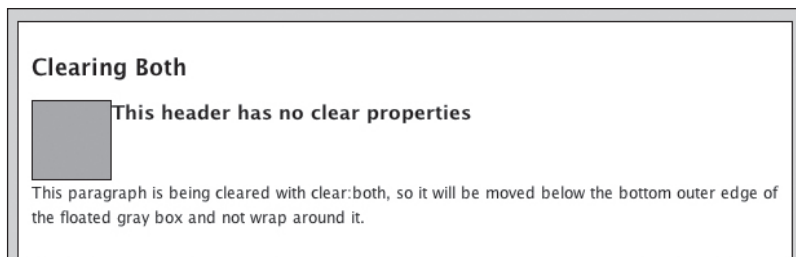 Clearing Both
This header has no clear properties
This paragraph is being cleared with clear:both, so it will be moved below the bottom outer edge of
the floated gray box and not wrap around it.